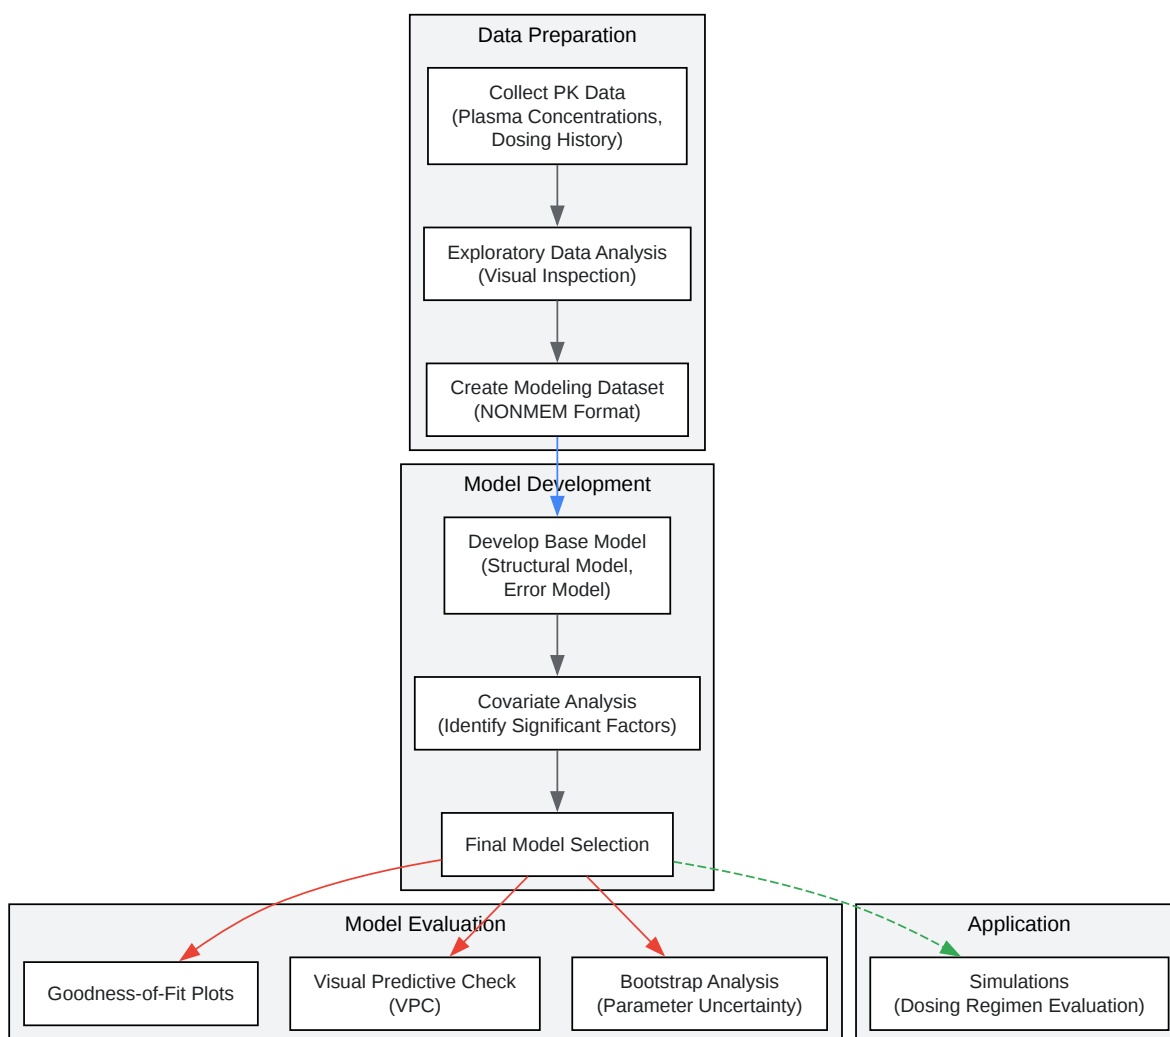 Data Preparation
Collect PK Data
(Plasma Concentrations,
Dosing History)
Exploratory Data Analysis
(Visual Inspection)
Create Modeling Dataset
(NONMEM Format)
Model Development
Develop Base Model
(Structural Model,
Error Model)
Covariate Analysis
(Identify Significant Factors)
Final Model Selection
Model Evaluation
Goodness-of-Fit Plots
Visual Predictive Check
(VPC)
Bootstrap Analysis
(Parameter Uncertainty)
Application
Simulations
(Dosing Regimen Evaluation)